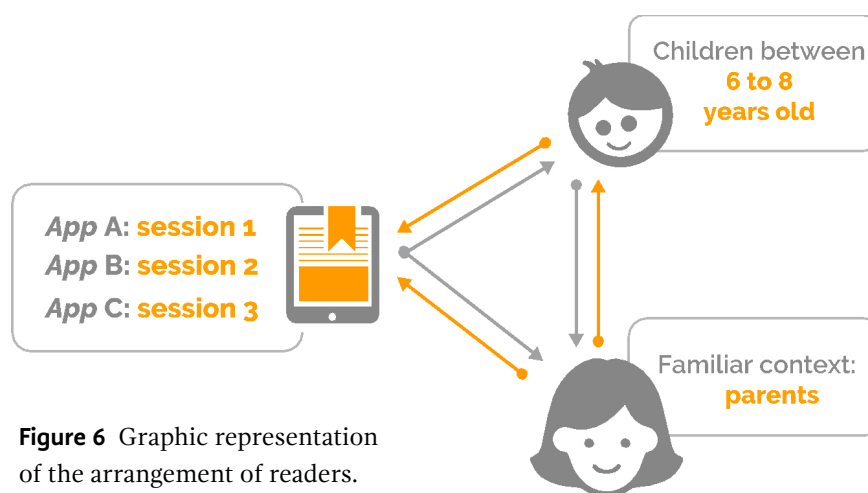 Children between
6 to 8
years old
App A: session 1
App B: session 2
App C: session 3
Familiar context:
parents
Figure 6 Graphic representation
of the arrangement of readers.